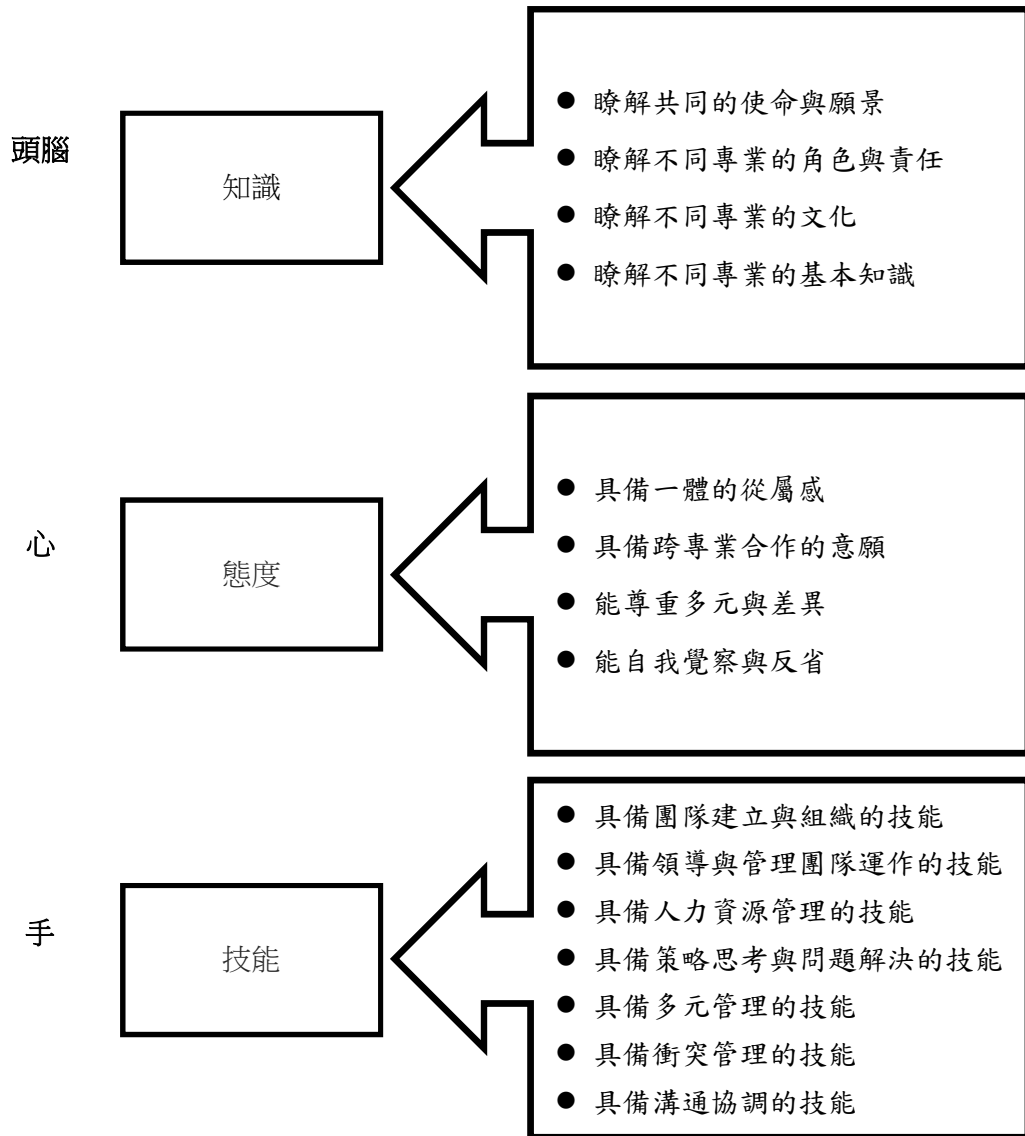 頭腦
知識
● 瞭解共同的使命與願景
● 瞭解不同專業的角色與責任
● 瞭解不同專業的文化
● 瞭解不同專業的基本知識
心
態度
● 具備一體的從屬感
● 具備跨專業合作的意願
● 能尊重多元與差異
● 能自我覺察與反省
手
技能
● 具備團隊建立與組織的技能
● 具備領導與管理團隊運作的技能
● 具備人力資源管理的技能
● 具備策略思考與問題解決的技能
● 具備多元管理的技能
● 具備衝突管理的技能
● 具備溝通協調的技能